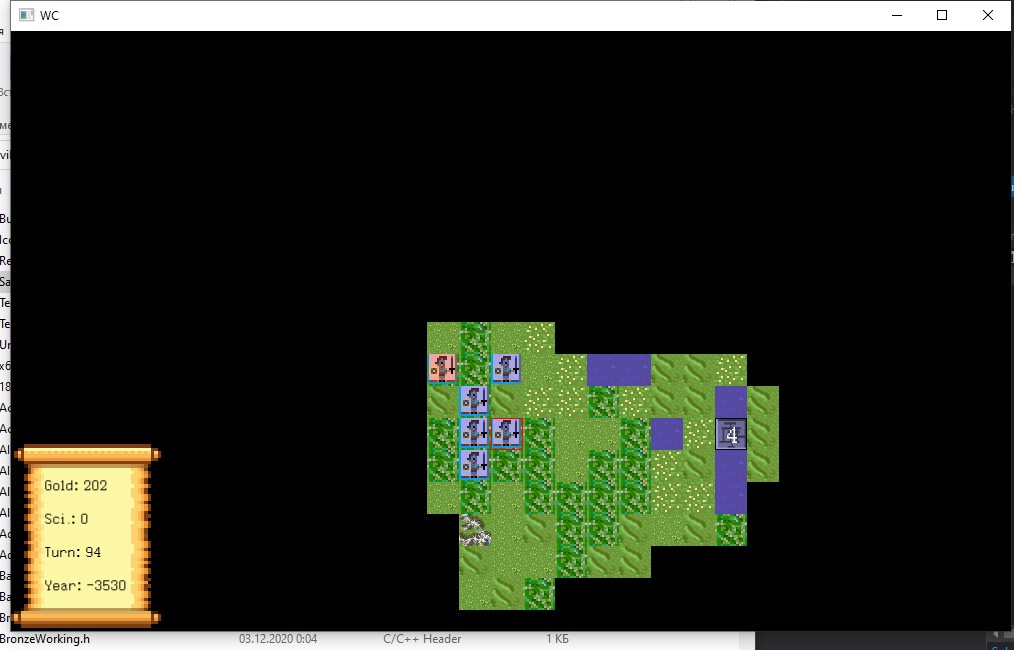 WC
4
Gold: 202
Sci.: 0
Turn: 94
Year: -3530
BronzeWorking.h 03.12.2020 0:04 C/C++ Header 1 КБ